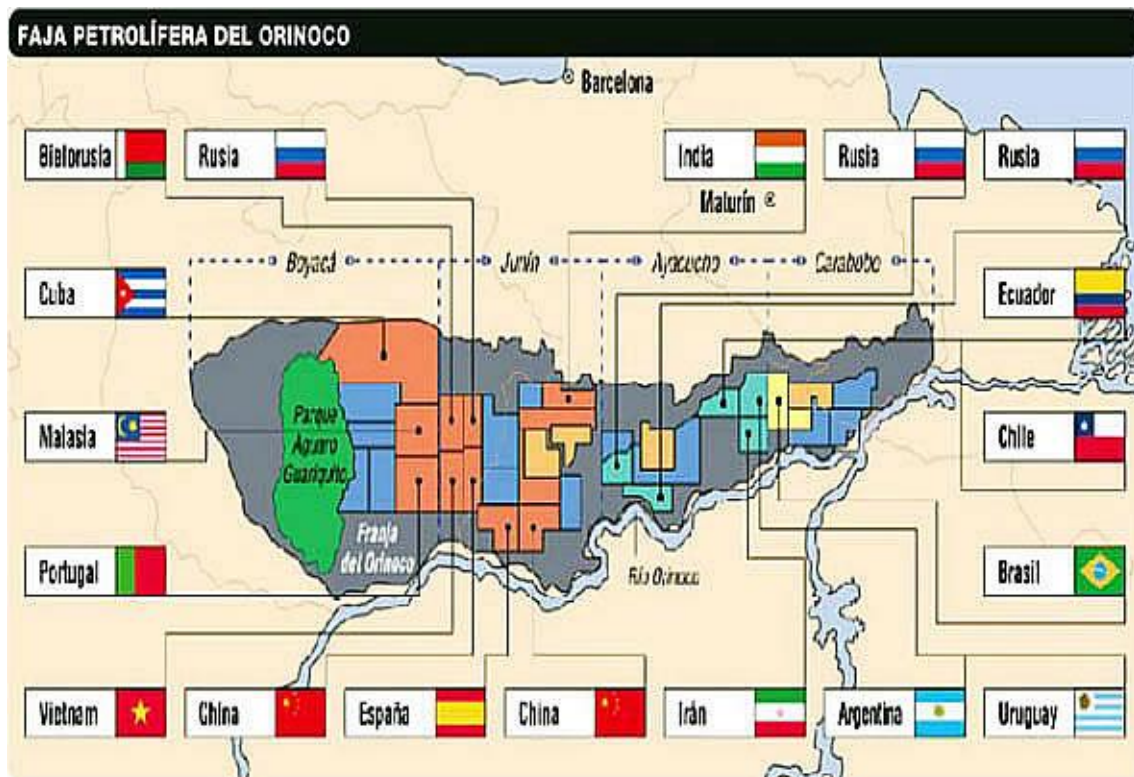 FAJA PETROLÍFERA DEL ORINOCO
Barcelona
Bielorusia
Rusia
India
Rusia
Rusia
Maturín
Boyacá
Junín
Ayacucho
Carabobo
Cuba
Ecuador
Malasia
Parque
Aguaro
Guariquito
Chile
Franja
del Orinoco
Portugal
Río Orinoco
Brasil
Vietnam
China
España
China
Irán
Argentina
Uruguay